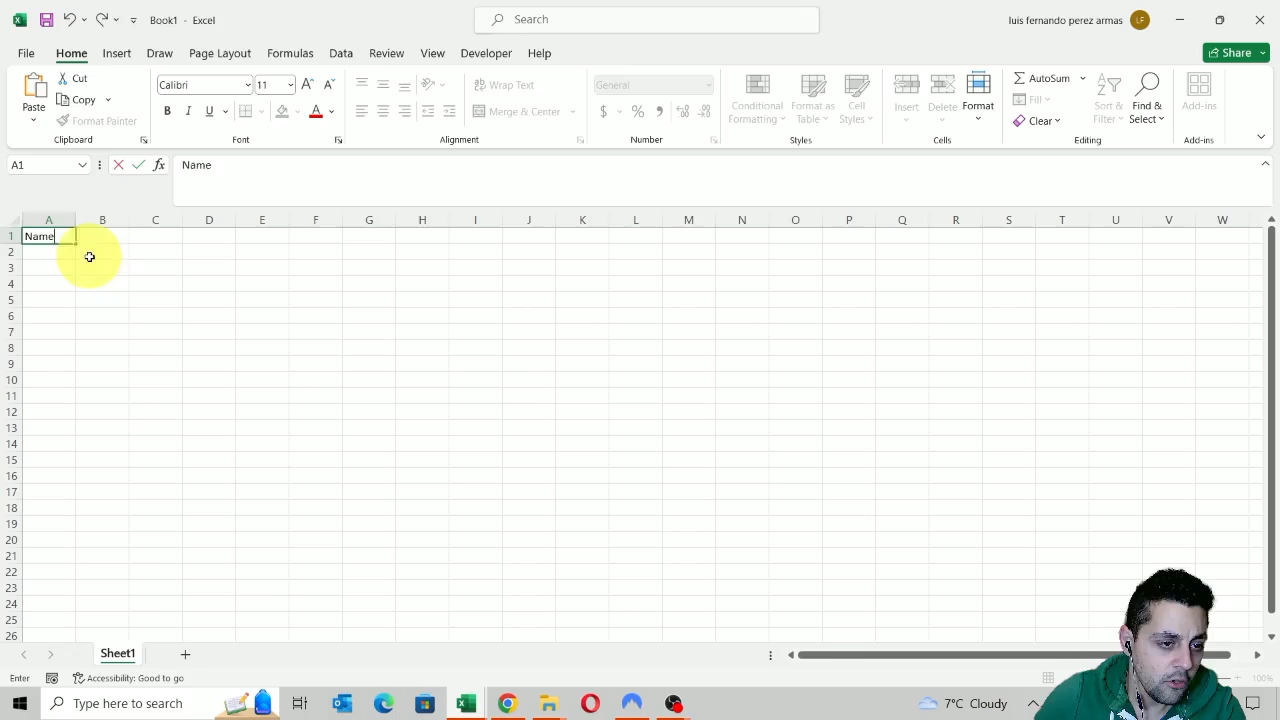 Book1 - Excel
Search
luis fernando perez armas
LF
File Home Insert Draw Page Layout Formulas Data Review View Developer Help
Share
Paste
Cut
Copy
Format Painter
Clipboard
Calibri 11
B I U
Font
Wrap Text
Merge & Center
Alignment
General
$ % ,
Number
Conditional Formatting
Format as Table
Cell Styles
Styles
Insert Delete Format
Cells
AutoSum
Fill
Clear
Sort & Filter
Find & Select
Editing
Add-ins
Add-ins
A1 fx Name
A B C D E F G H I J K L M N O P Q R S T U V W
1 Name
2
3
4
5
6
7
8
9
10
11
12
13
14
15
16
17
18
19
20
21
22
23
24
25
26
Sheet1
Enter Accessibility: Good to go 100%
Type here to search
7°C Cloudy